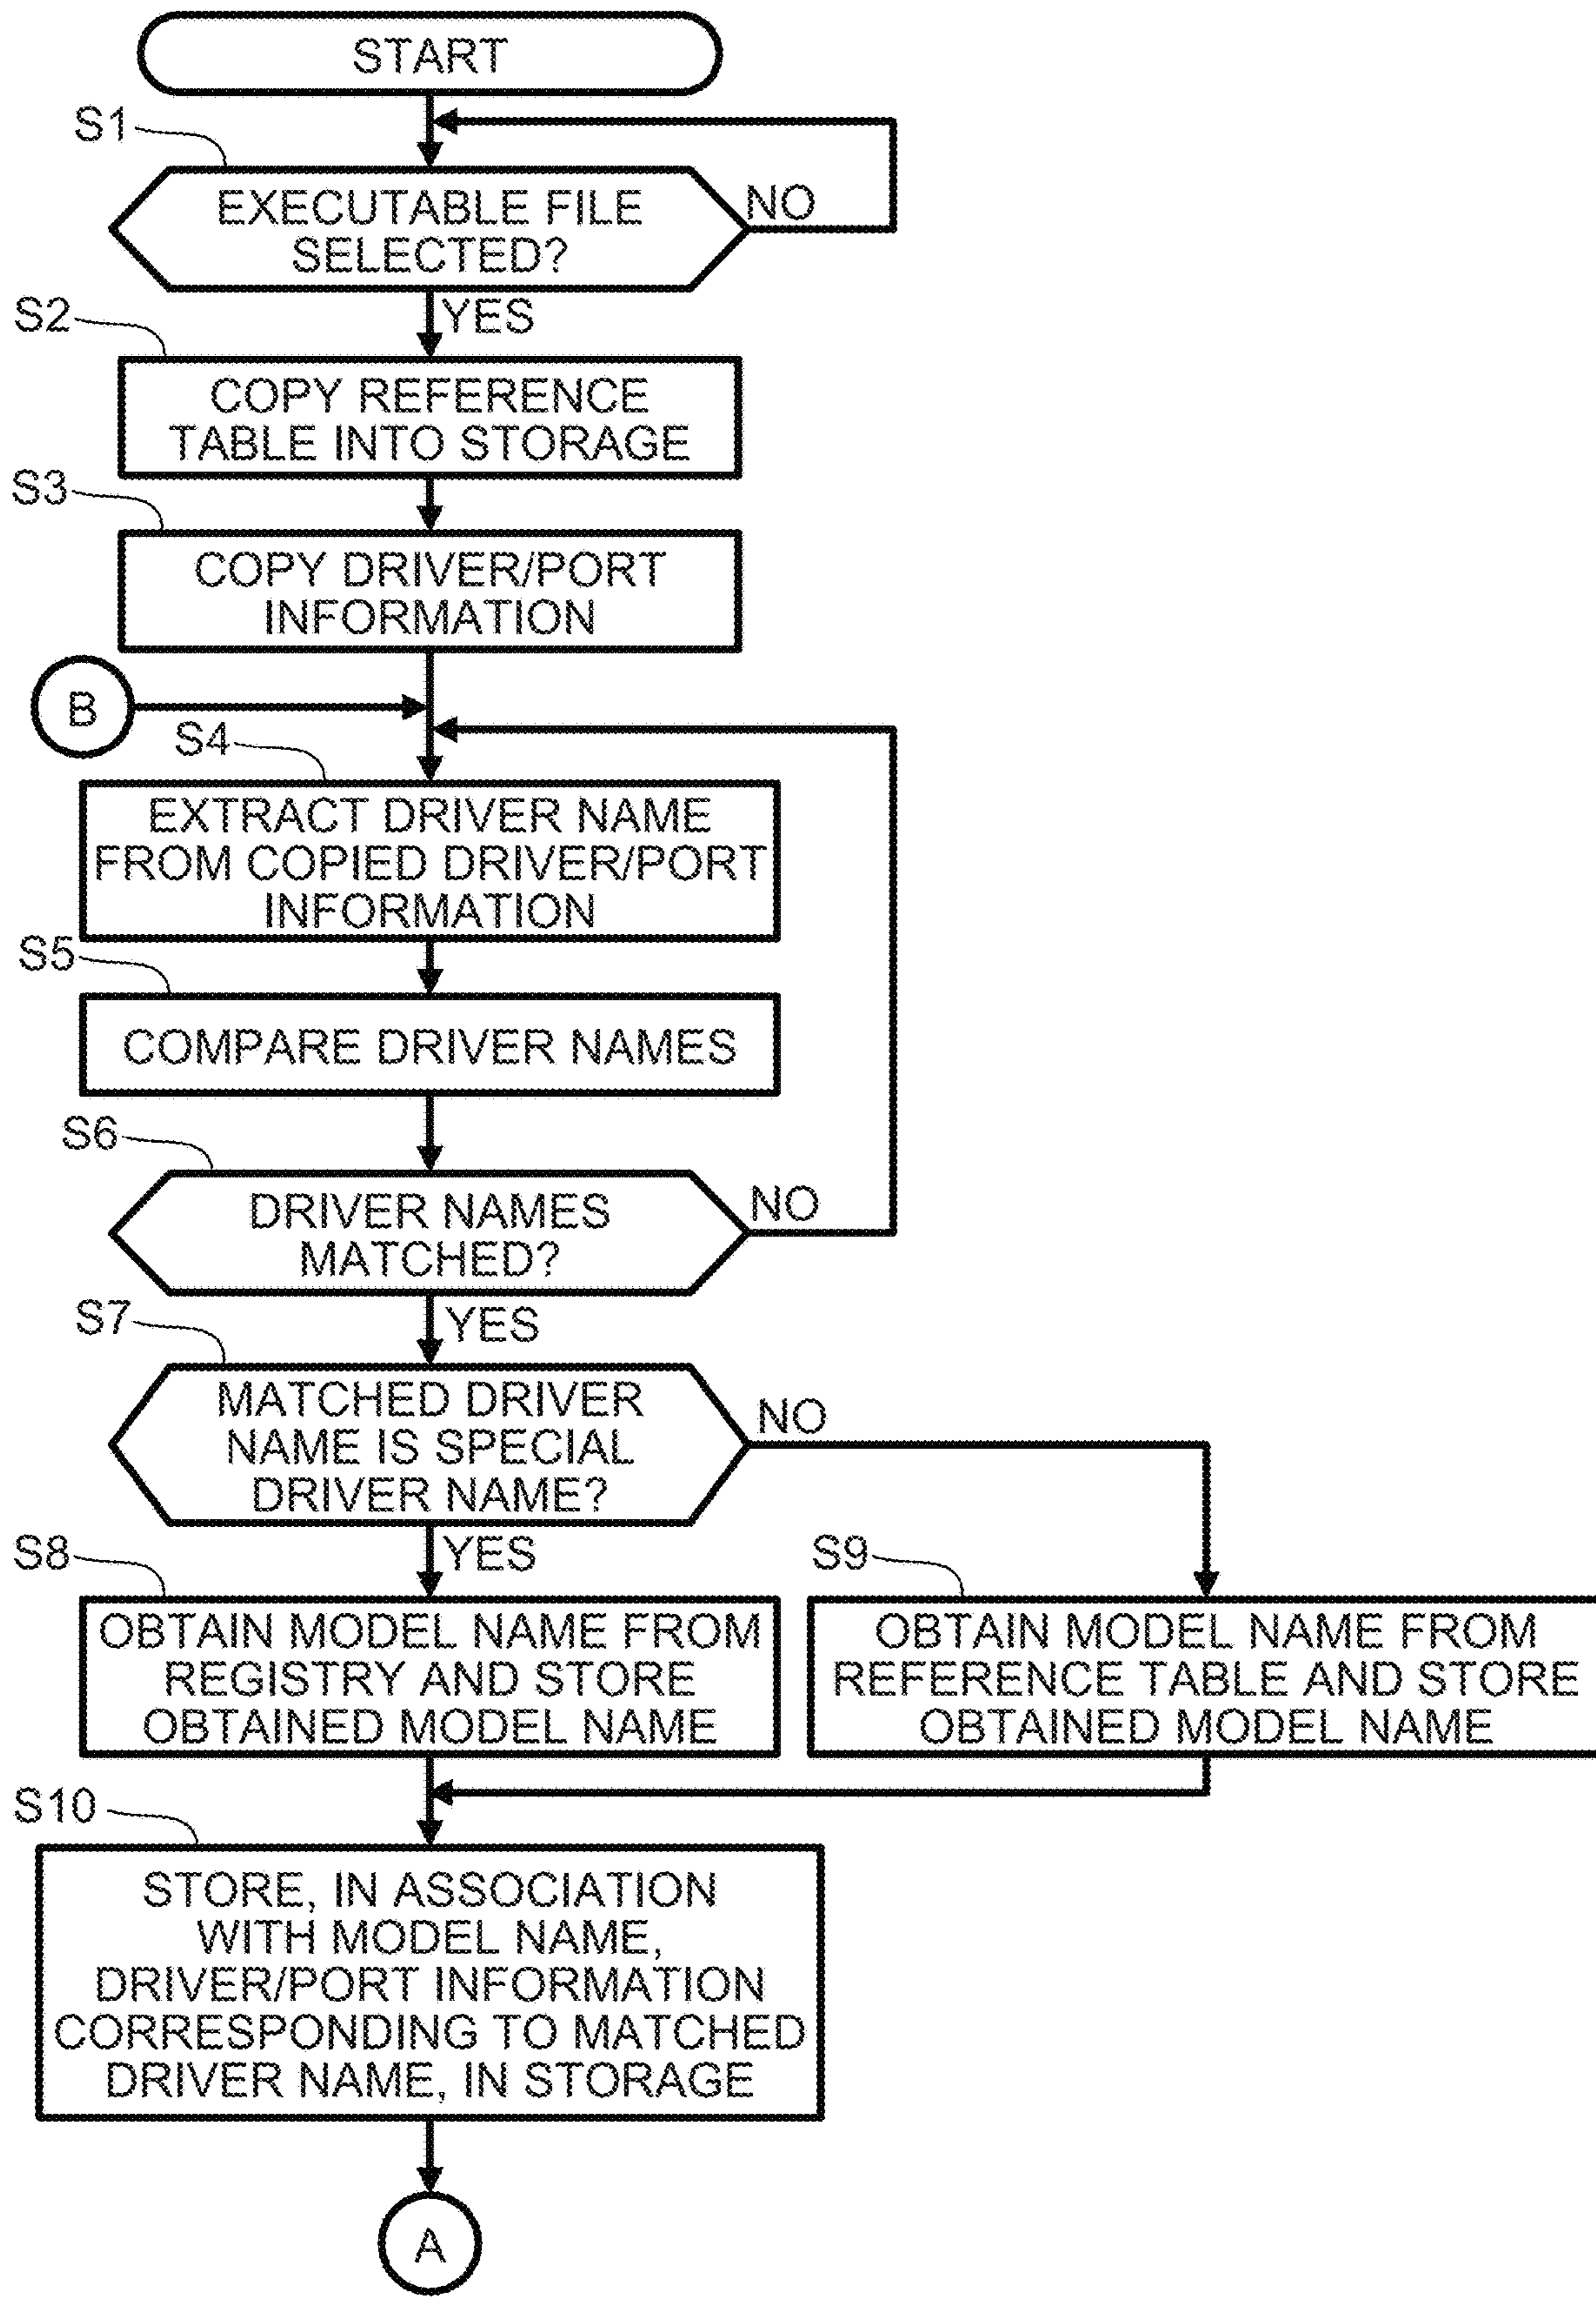 START
S1
EXECUTABLE FILE
SELECTED?
NO
YES
S2
COPY REFERENCE
TABLE INTO STORAGE
S3
COPY DRIVER/PORT
INFORMATION
B
S4
EXTRACT DRIVER NAME
FROM COPIED DRIVER/PORT
INFORMATION
S5
COMPARE DRIVER NAMES
S6
DRIVER NAMES
MATCHED?
NO
YES
S7
MATCHED DRIVER
NAME IS SPECIAL
DRIVER NAME?
NO
YES
S8
OBTAIN MODEL NAME FROM
REGISTRY AND STORE
OBTAINED MODEL NAME
S9
OBTAIN MODEL NAME FROM
REFERENCE TABLE AND STORE
OBTAINED MODEL NAME
S10
STORE, IN ASSOCIATION
WITH MODEL NAME,
DRIVER/PORT INFORMATION
CORRESPONDING TO MATCHED
DRIVER NAME, IN STORAGE
A